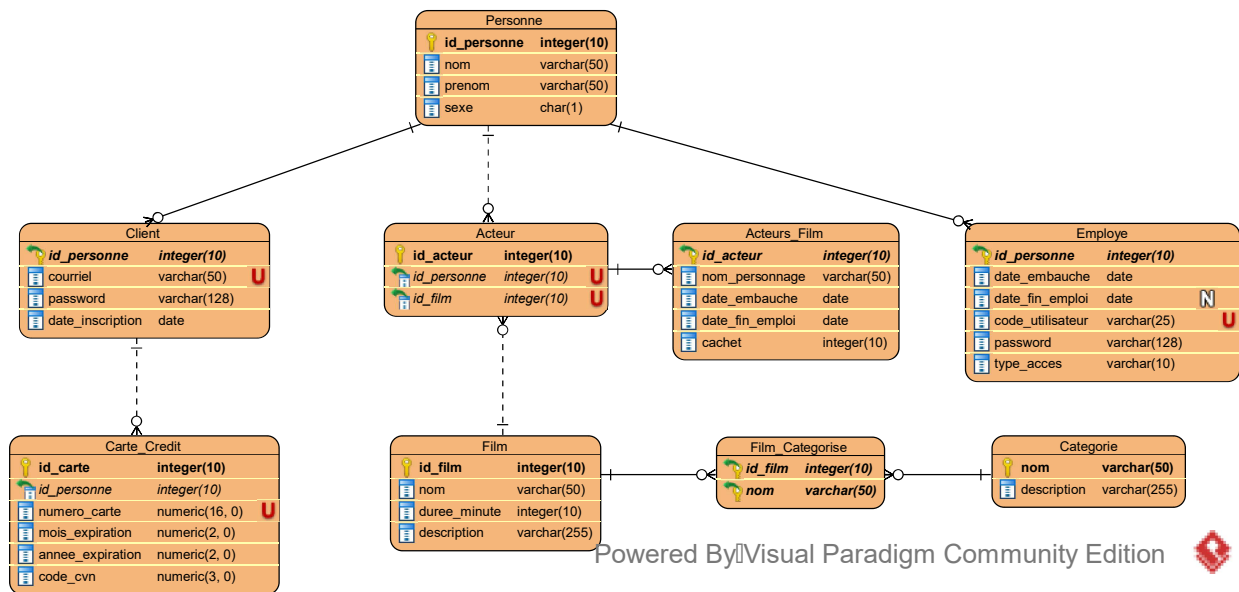 Personne
id_personne integer(10)
nom varchar(50)
prenom varchar(50)
sexe char(1)
Client
id_personne integer(10)
courriel varchar(50) U
password varchar(128)
date_inscription date
Acteur
id_acteur integer(10)
id_personne integer(10) U
id_film integer(10) U
Acteurs_Film
id_acteur integer(10)
nom_personnage varchar(50)
date_embauche date
date_fin_emploi date
cachet integer(10)
Employe
id_personne integer(10)
date_embauche date
date_fin_emploi date N
code_utilisateur varchar(25) U
password varchar(128)
type_acces varchar(10)
Carte_Credit
id_carte integer(10)
id_personne integer(10)
numero_carte numeric(16, 0) U
mois_expiration numeric(2, 0)
annee_expiration numeric(2, 0)
code_cvn numeric(3, 0)
Film
id_film integer(10)
nom varchar(50)
duree_minute integer(10)
description varchar(255)
Film_Categorise
id_film integer(10)
nom varchar(50)
Categorie
nom varchar(50)
description varchar(255)
Powered By Visual Paradigm Community Edition